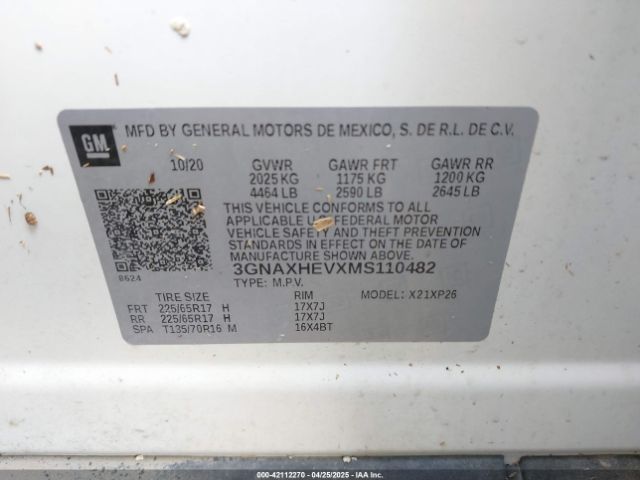 GM
MFD BY GENERAL MOTORS DE MEXICO, S. DE R.L. DE C.V.
10/20 GVWR GAWR FRT GAWR RR
2025 KG 1175 KG 1200 KG
4464 LB 2590 LB 2645 LB
THIS VEHICLE CONFORMS TO ALL
APPLICABLE U.S. FEDERAL MOTOR
VEHICLE SAFETY AND THEFT PREVENTION
STANDARDS IN EFFECT ON THE DATE OF
MANUFACTURE SHOWN ABOVE.
8624
3GNAXHEVXMS110482
TYPE: M.P.V. MODEL: X21XP26
TIRE SIZE RIM
FRT 225/65R17 H 17X7J
RR 225/65R17 H 17X7J
SPA T135/70R16 M 16X4BT
000-42112270 - 04/25/2025 - IAAI.COM